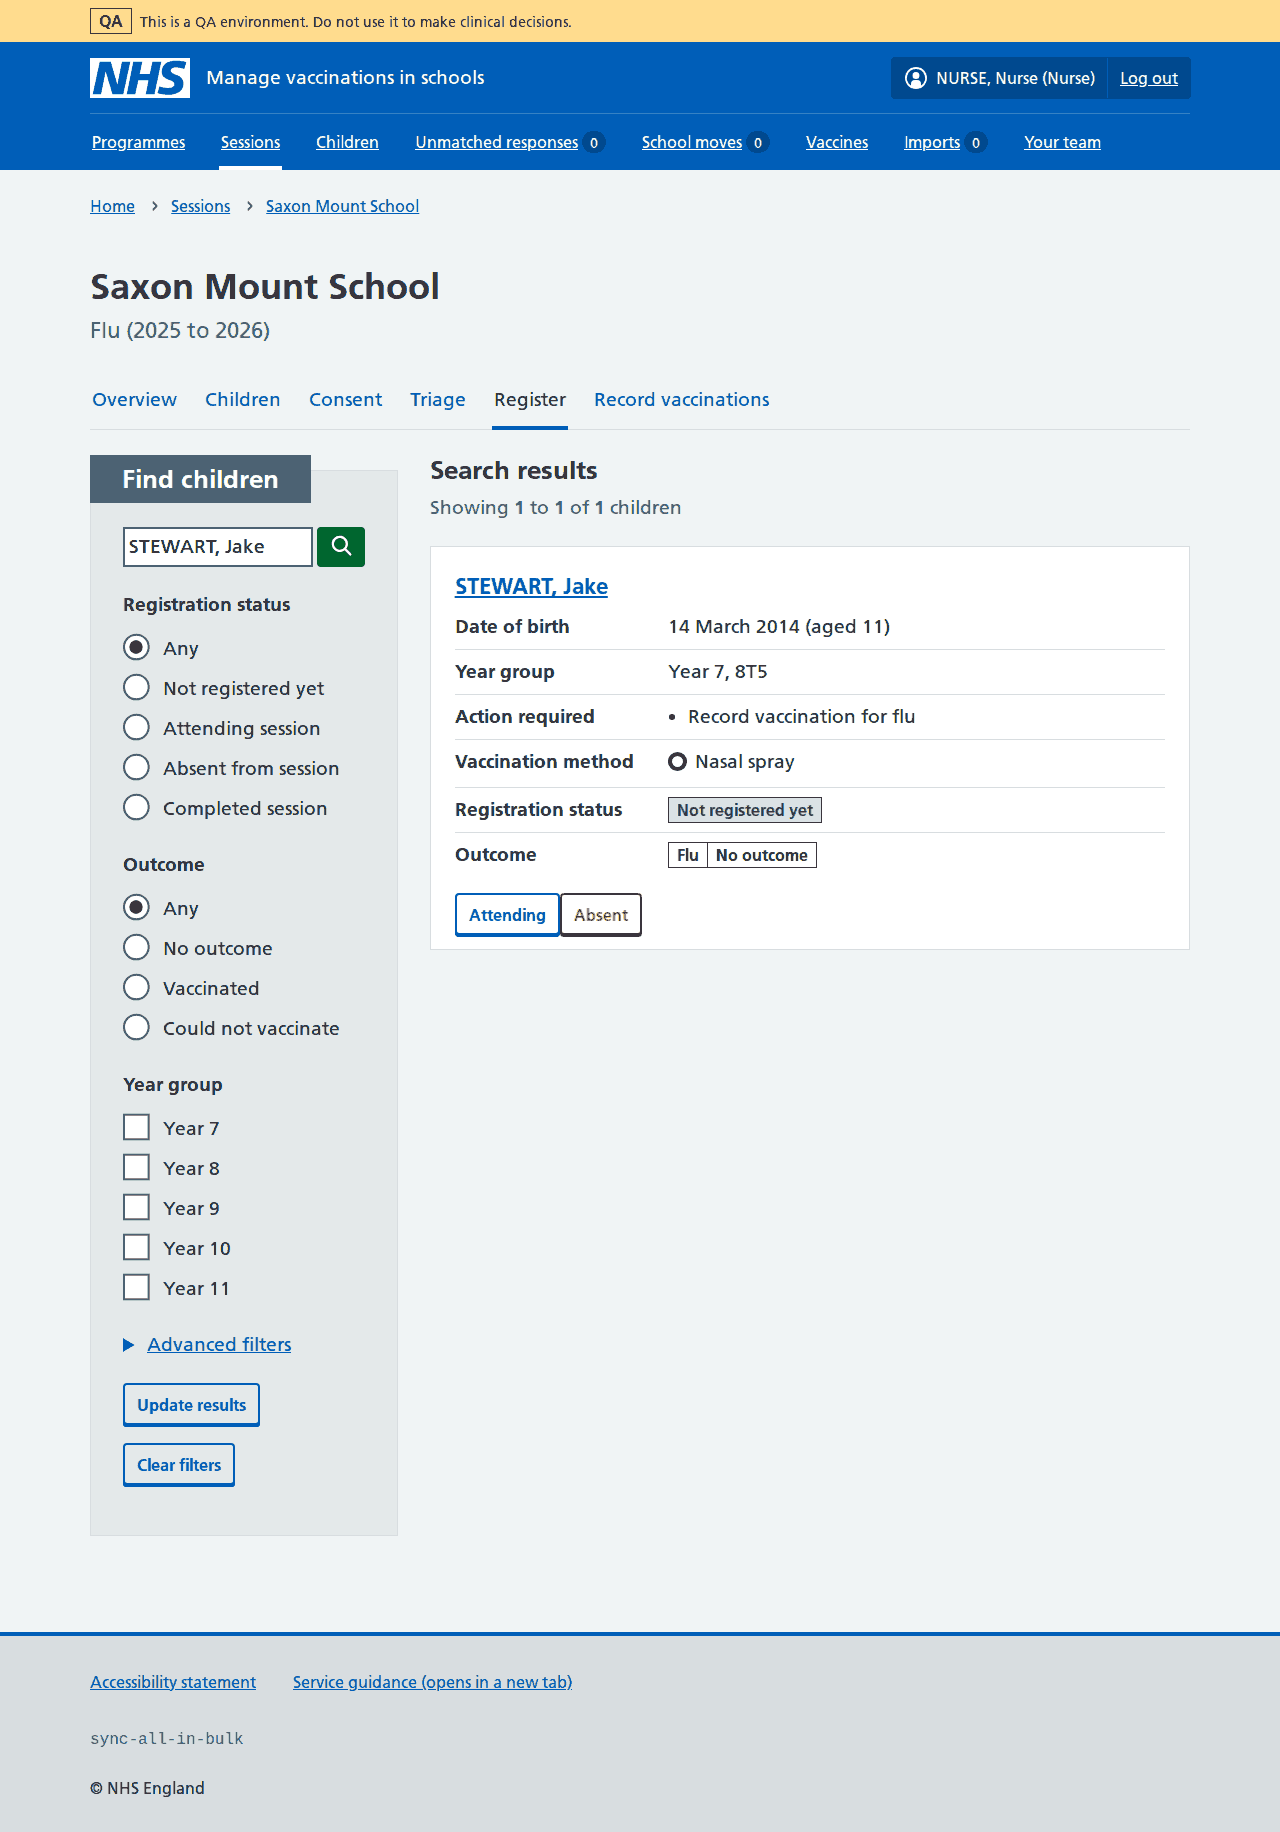 QA This is a QA environment. Do not use it to make clinical decisions.
NHS Manage vaccinations in schools NURSE, Nurse (Nurse) Log out
Programmes Sessions Children Unmatched responses 0 School moves 0 Vaccines Imports 0 Your team
Home Sessions Saxon Mount School
Saxon Mount School
Flu (2025 to 2026)
Overview Children Consent Triage Register Record vaccinations
Find children
STEWART, Jake
Registration status
Any
Not registered yet
Attending session
Absent from session
Completed session
Outcome
Any
No outcome
Vaccinated
Could not vaccinate
Year group
Year 7
Year 8
Year 9
Year 10
Year 11
Advanced filters
Update results
Clear filters
Search results
Showing 1 to 1 of 1 children
STEWART, Jake
Date of birth 14 March 2014 (aged 11)
Year group Year 7, 8T5
Action required • Record vaccination for flu
Vaccination method Nasal spray
Registration status Not registered yet
Outcome Flu No outcome
Attending Absent
Accessibility statement Service guidance (opens in a new tab)
sync-all-in-bulk
© NHS England